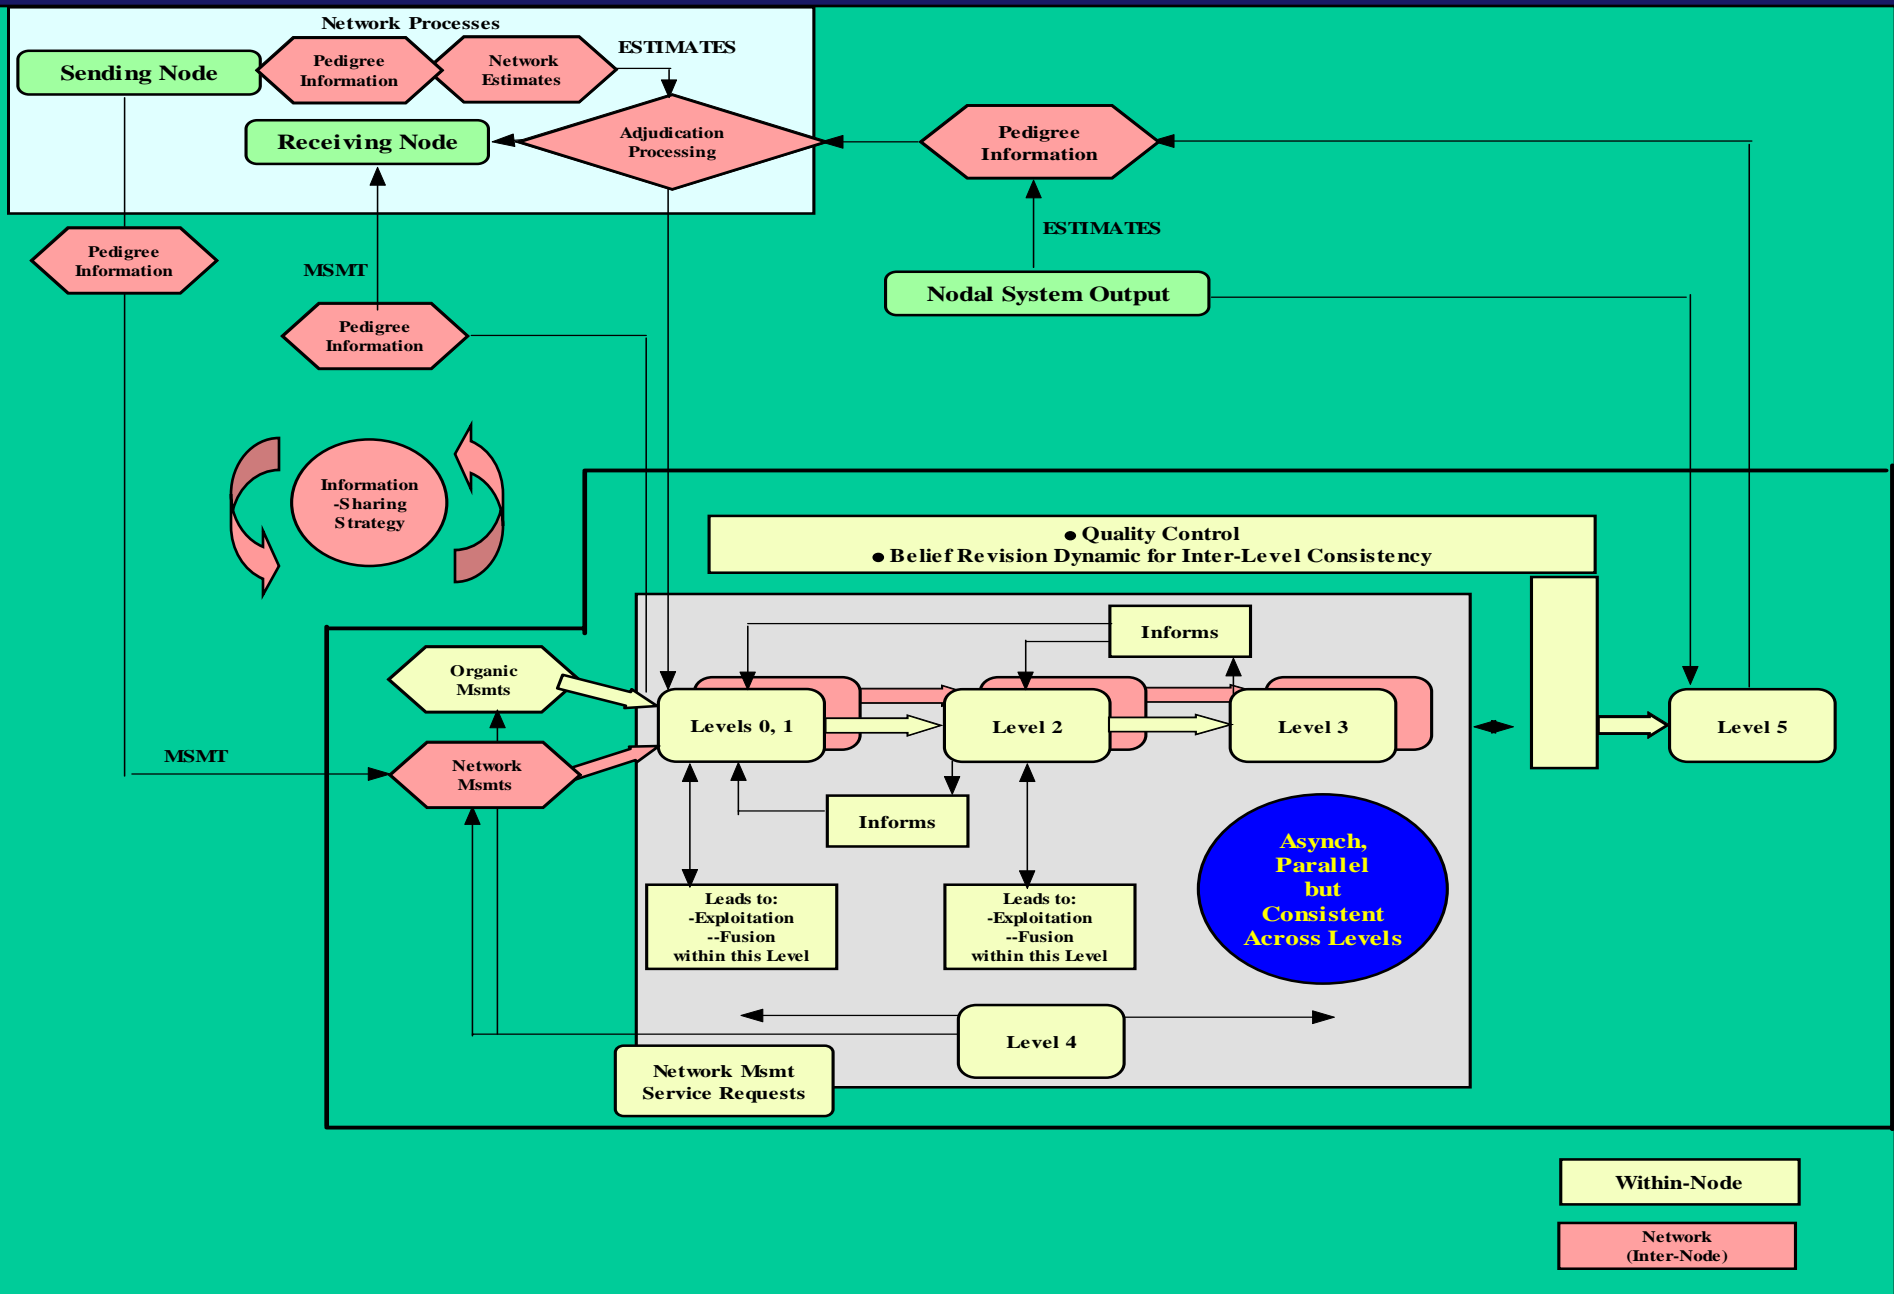 Network Processes
Sending Node
Pedigree
Information
Network
Estimates
ESTIMATES
Receiving Node
Adjudication
Processing
Pedigree
Information
Pedigree
Information
MSMT
ESTIMATES
Nodal System Output
Pedigree
Information
Information
-Sharing
Strategy
● Quality Control
● Belief Revision Dynamic for Inter-Level Consistency
Informs
Organic
Msmts
Levels 0, 1
Level 2
Level 3
Level 5
MSMT
Network
Msmts
Informs
Asynch,
Parallel
but
Consistent
Across Levels
Leads to:
-Exploitation
--Fusion
within this Level
Leads to:
-Exploitation
--Fusion
within this Level
Level 4
Network Msmt
Service Requests
Within-Node
Network
(Inter-Node)